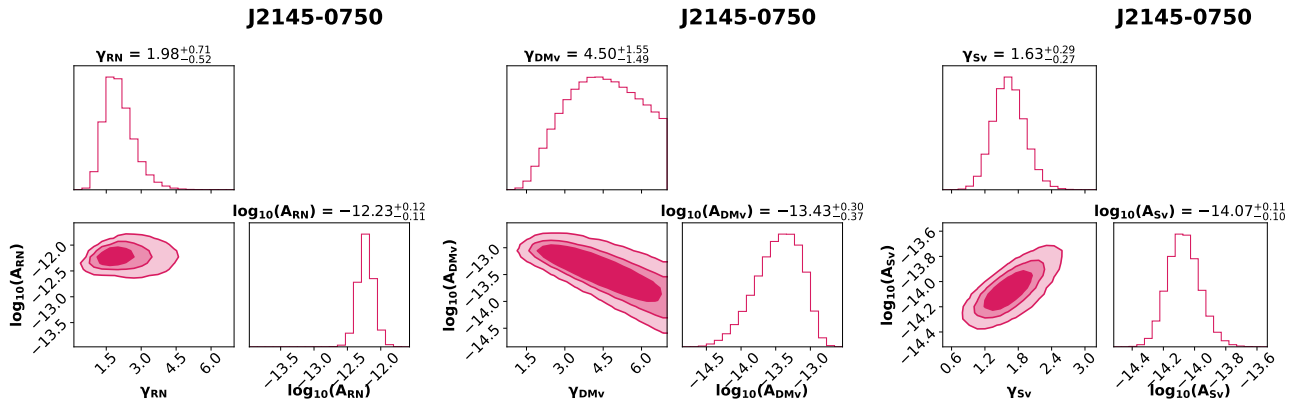 J2145-0750
J2145-0750
J2145-0750
γRN = 1.98+0.71−0.52
γDMv = 4.50+1.55−1.49
γSv = 1.63+0.29−0.27
log10(ARN) = −12.23+0.12−0.11
log10(ADMv) = −13.43+0.30−0.37
log10(ASv) = −14.07+0.11−0.10
log10(ARN)
−12.0
−12.5
−13.0
−13.5
1.5 3.0 4.5 6.0
γRN
−13.5 −13.0 −12.5 −12.0
log10(ARN)
log10(ADMv)
−13.0
−13.5
−14.0
−14.5
1.5 3.0 4.5 6.0
γDMv
−14.5 −14.0 −13.5 −13.0
log10(ADMv)
log10(ASv)
−13.6
−13.8
−14.0
−14.2
−14.4
0.6 1.2 1.8 2.4 3.0
γSv
−14.4 −14.2 −14.0 −13.8 −13.6
log10(ASv)